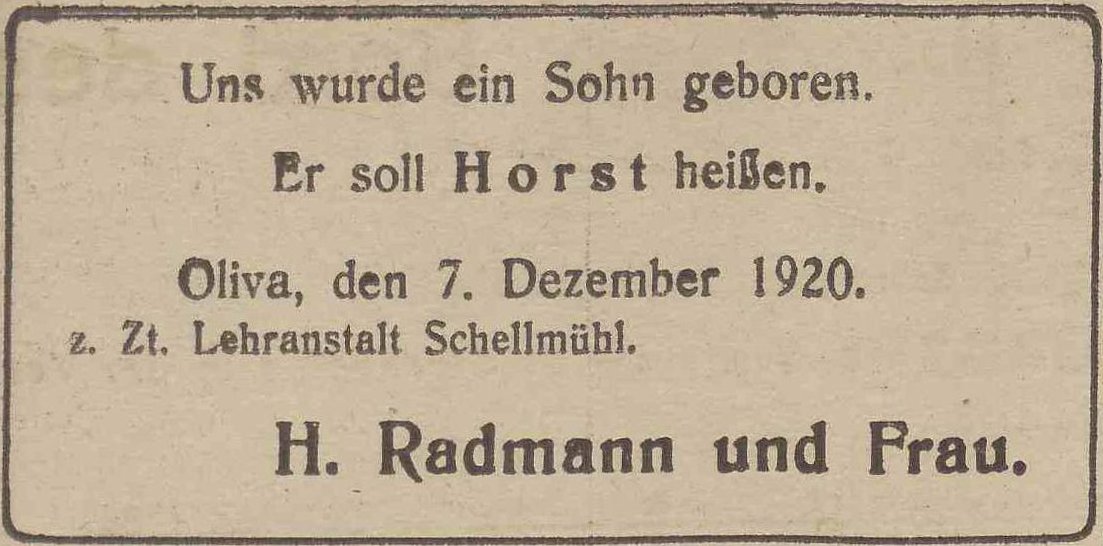 Uns wurde ein Sohn geboren.
Er soll Horst heißen.
Oliva, den 7. Dezember 1920.
z. Zt. Lehranstalt Schellmühl.
H. Radmann und Frau.